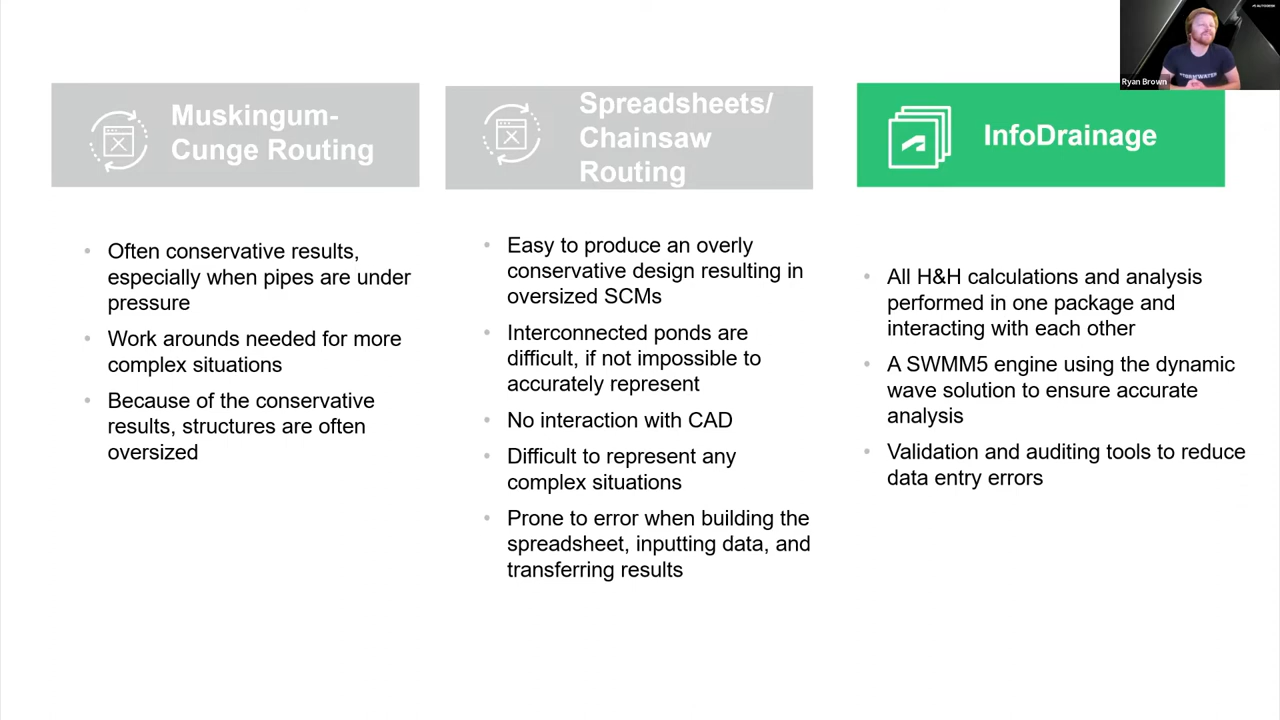 Muskingum-
Cunge Routing
Often conservative results,
especially when pipes are under
pressure
Work arounds needed for more
complex situations
Because of the conservative
results, structures are often
oversized
Spreadsheets/
Chainsaw
Routing
Easy to produce an overly
conservative design resulting in
oversized SCMs
Interconnected ponds are
difficult, if not impossible to
accurately represent
No interaction with CAD
Difficult to represent any
complex situations
Prone to error when building the
spreadsheet, inputting data, and
transferring results
InfoDrainage
All H&H calculations and analysis
performed in one package and
interacting with each other
A SWMM5 engine using the dynamic
wave solution to ensure accurate
analysis
Validation and auditing tools to reduce
data entry errors
AUTODESK
STORMWATER
Ryan Brown